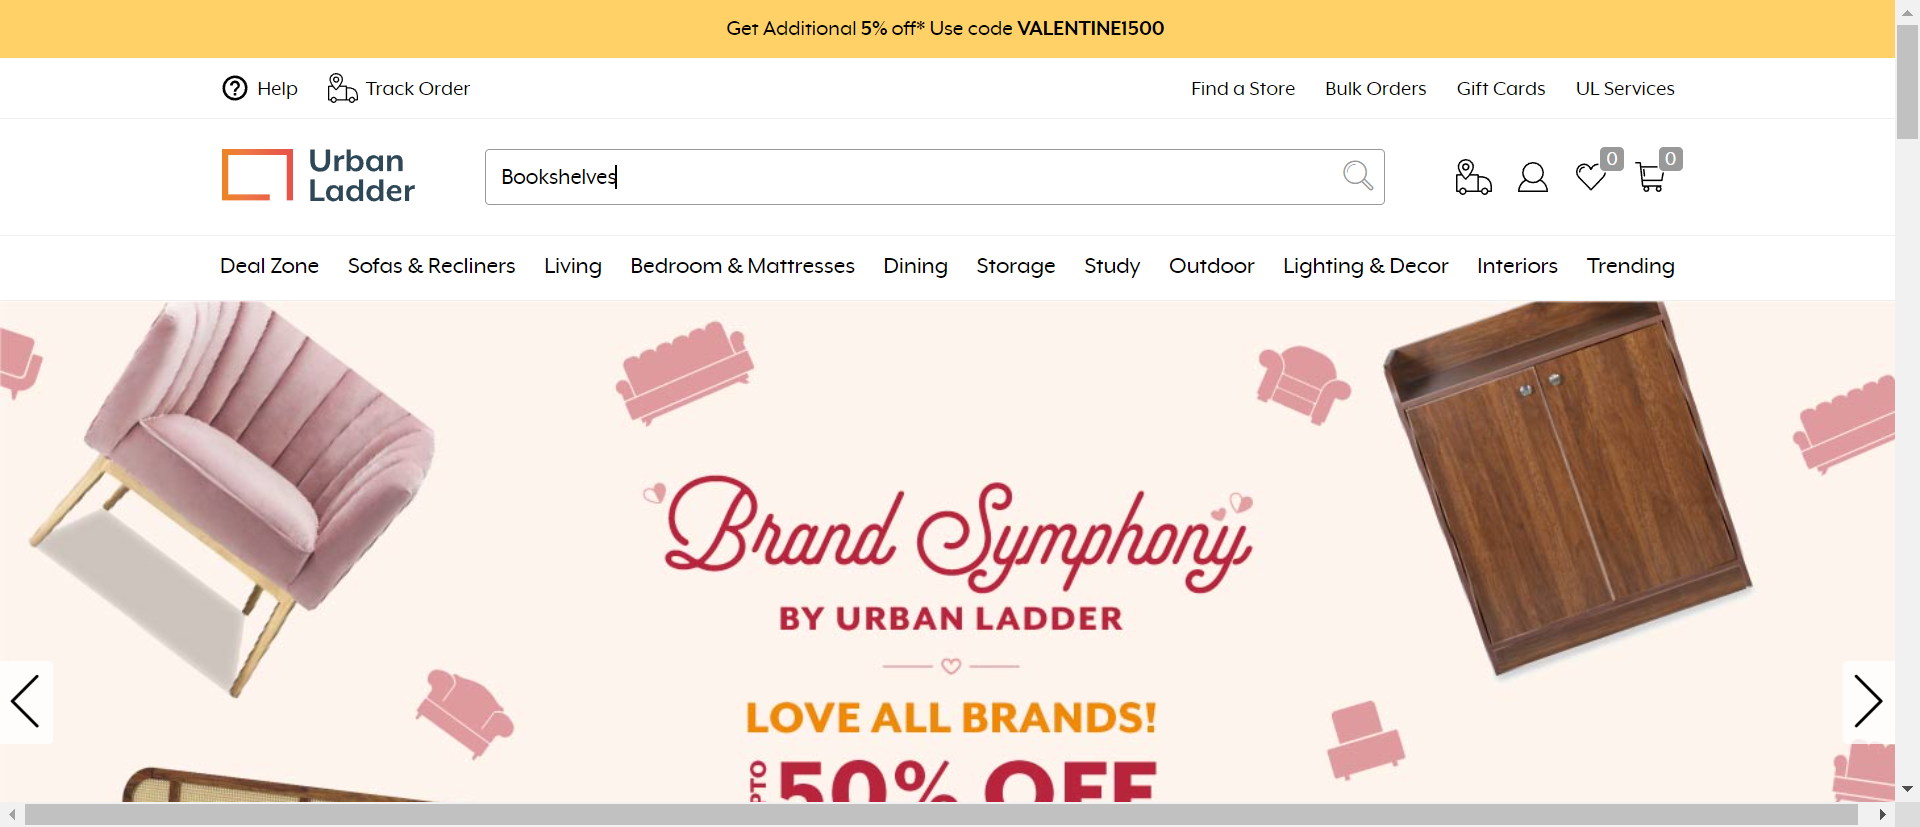 Get Additional 5% off* Use code VALENTINE1500
Help
Track Order
Find a Store
Bulk Orders
Gift Cards
UL Services
Urban
Ladder
Bookshelves
0
0
Deal Zone
Sofas & Recliners
Living
Bedroom & Mattresses
Dining
Storage
Study
Outdoor
Lighting & Decor
Interiors
Trending
Brand Symphony
BY URBAN LADDER
LOVE ALL BRANDS!
50% OFF